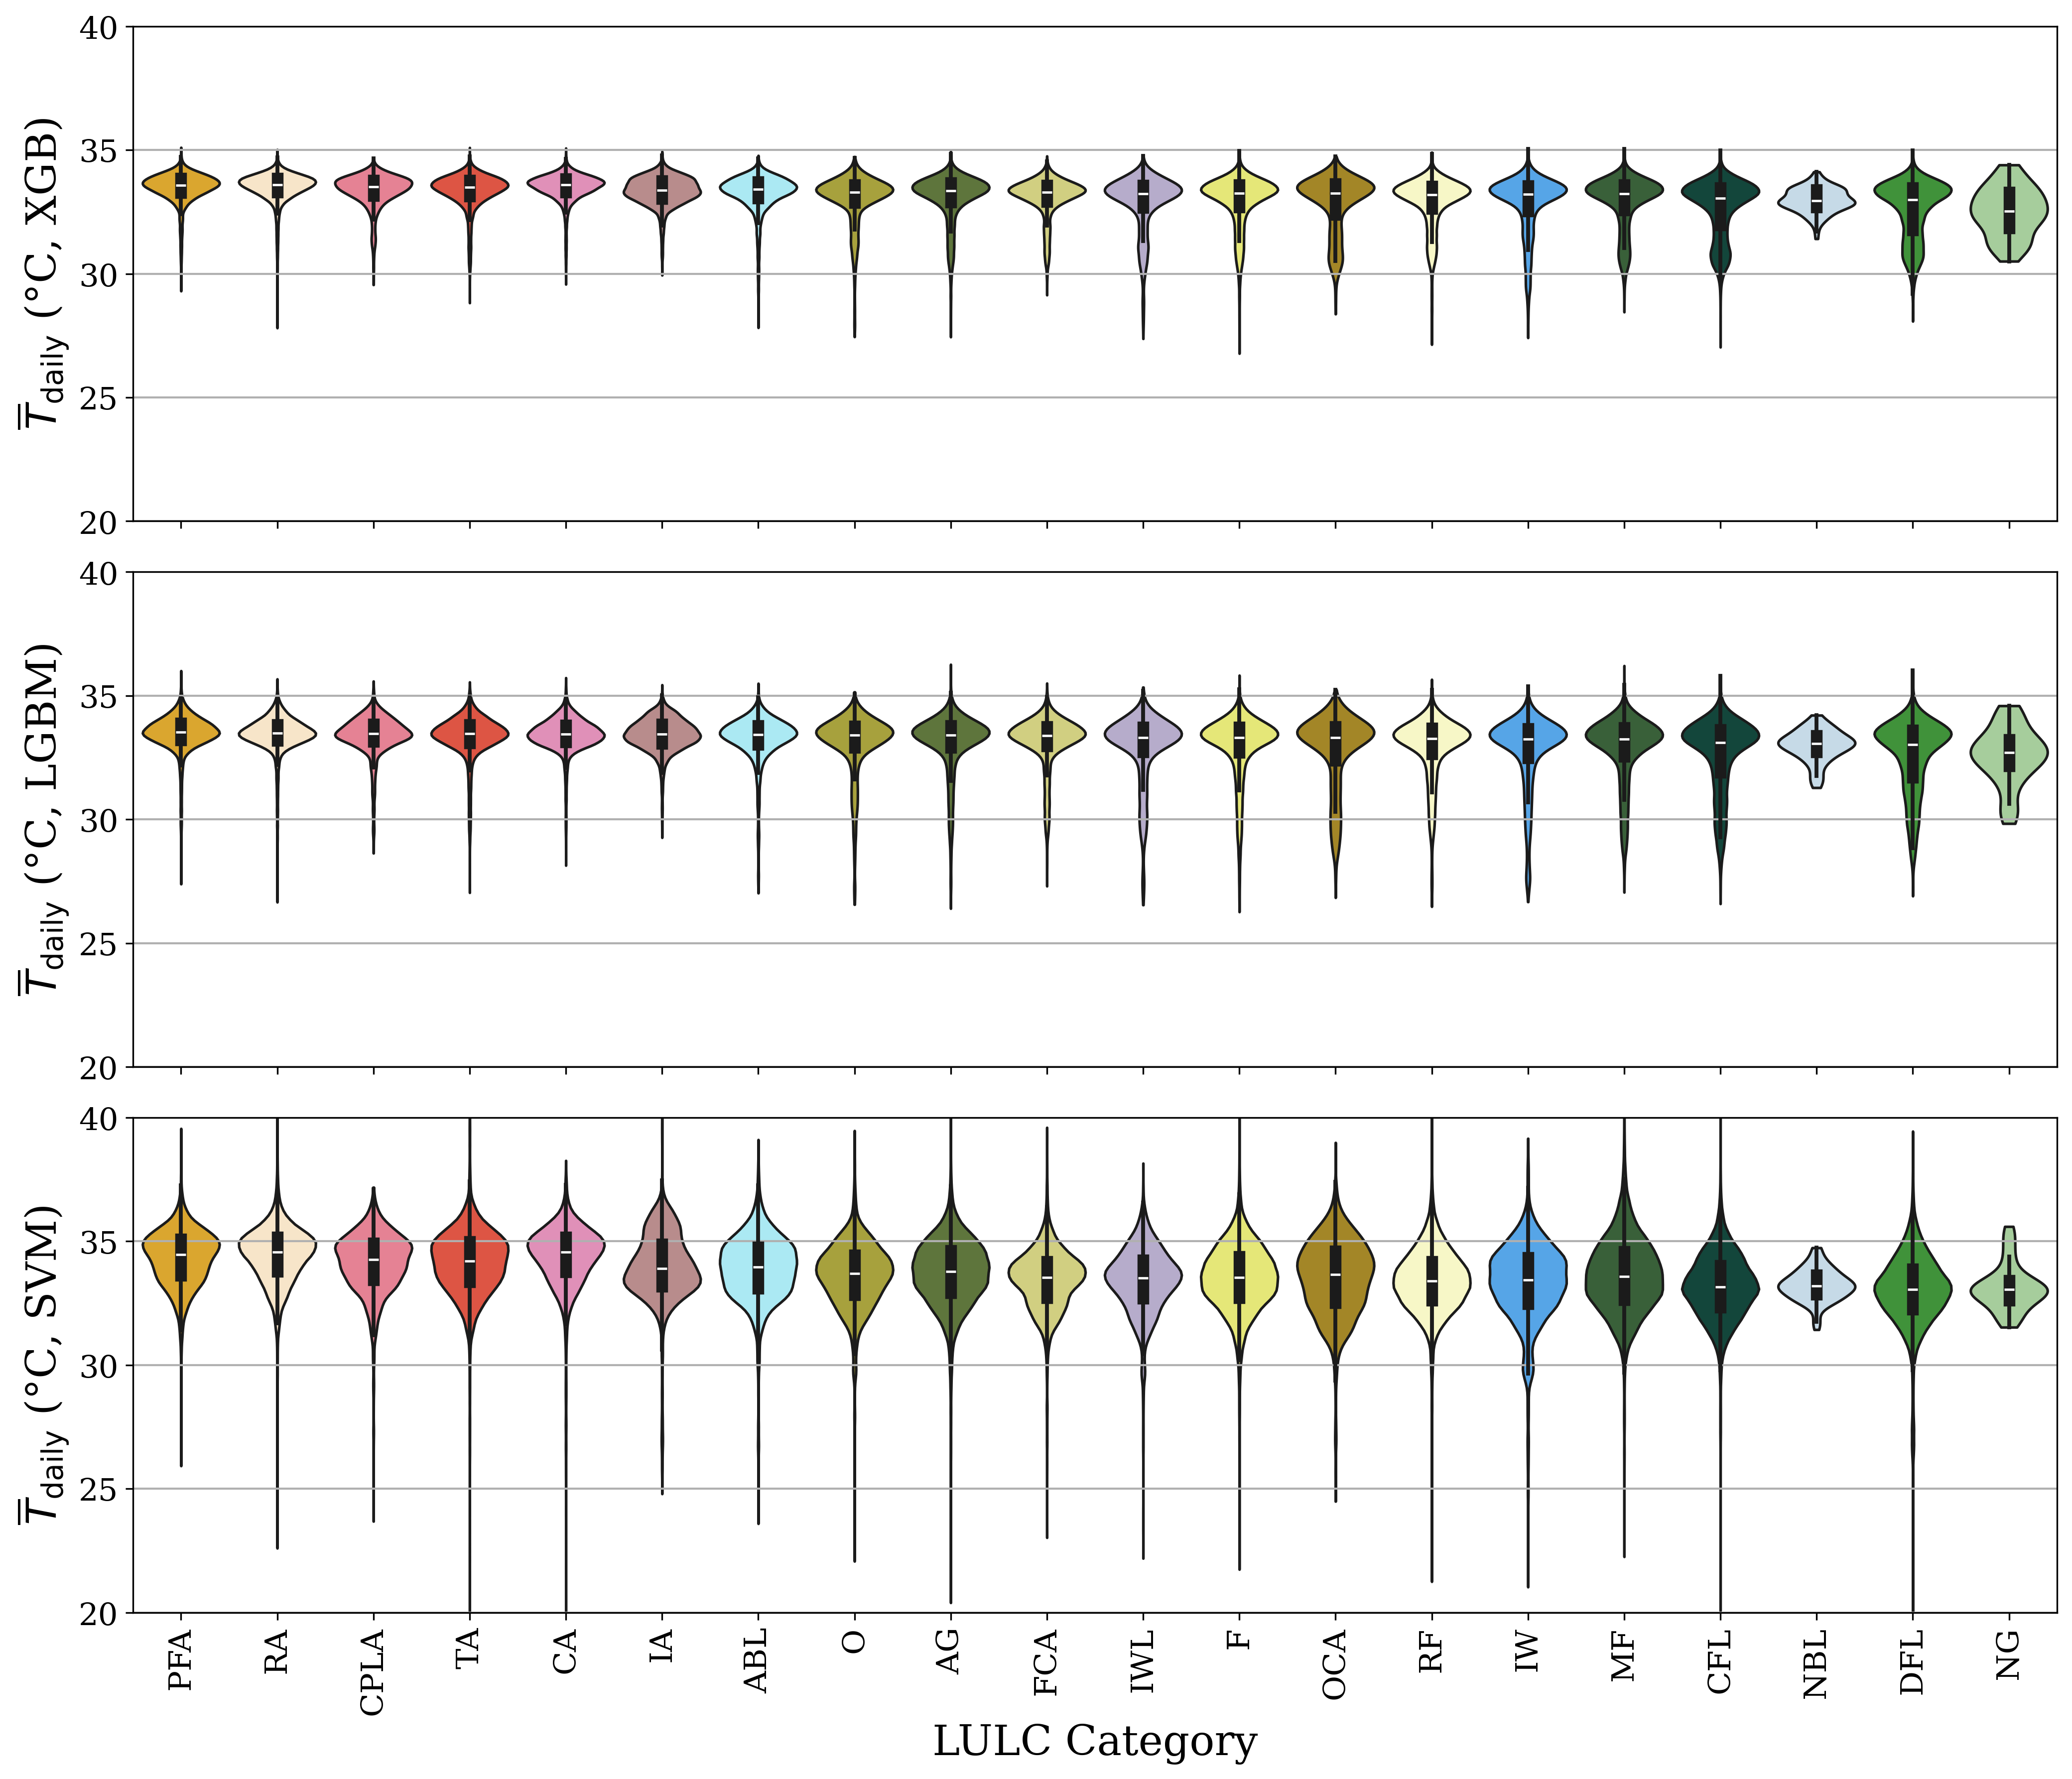 40
35
30
25
20
T̅daily (°C, XGB)
40
35
30
25
20
T̅daily (°C, LGBM)
40
35
30
25
20
T̅daily (°C, SVM)
PFA
RA
CPLA
TA
CA
IA
ABL
O
AG
FCA
IWL
F
OCA
RF
IW
MF
CFL
NBL
DFL
NG
LULC Category